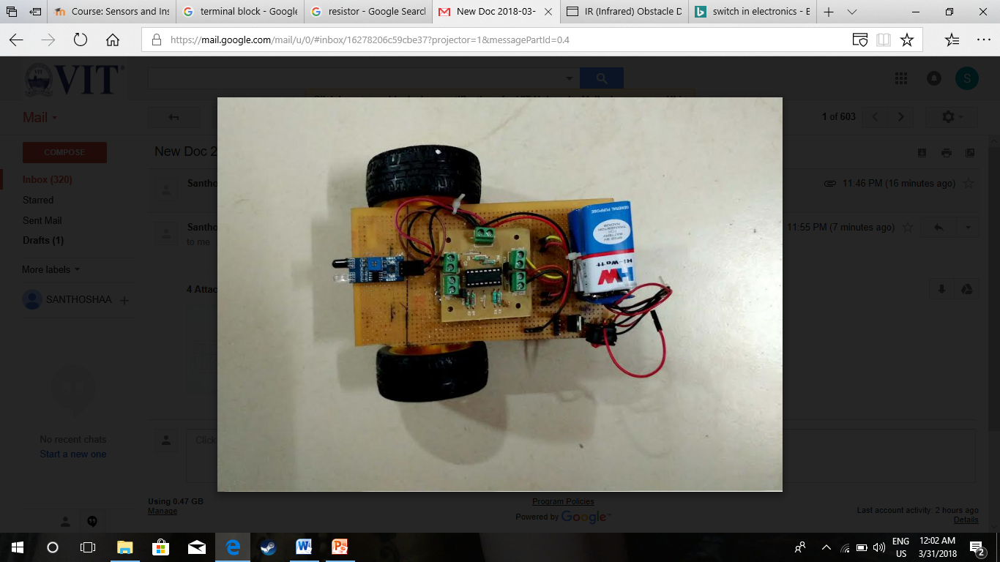 Course: Sensors and Ins
terminal block - Google
resistor - Google Search
New Doc 2018-03-
IR (Infrared) Obstacle D
switch in electronics - B
https://mail.google.com/mail/u/0/#inbox/16278206c59cbe37?projector=1&messagePartId=0.4
VIT
S
Mail
1 of 603
COMPOSE
New Doc 2
Inbox (320)
Santho
11:46 PM (16 minutes ago)
Starred
Sent Mail
Drafts (1)
Santho
to me
11:55 PM (7 minutes ago)
More labels
SANTHOSHAA
4 Attac
GENERAL PURPOSE
TRANSISTOR
Hi-Watt
HW
No recent chats
Start a new one
Click
Using 0.47 GB
Manage
Program Policies
Powered by Google™
Last account activity: 2 hours ago
Details
ENG
US
12:02 AM
3/31/2018
2